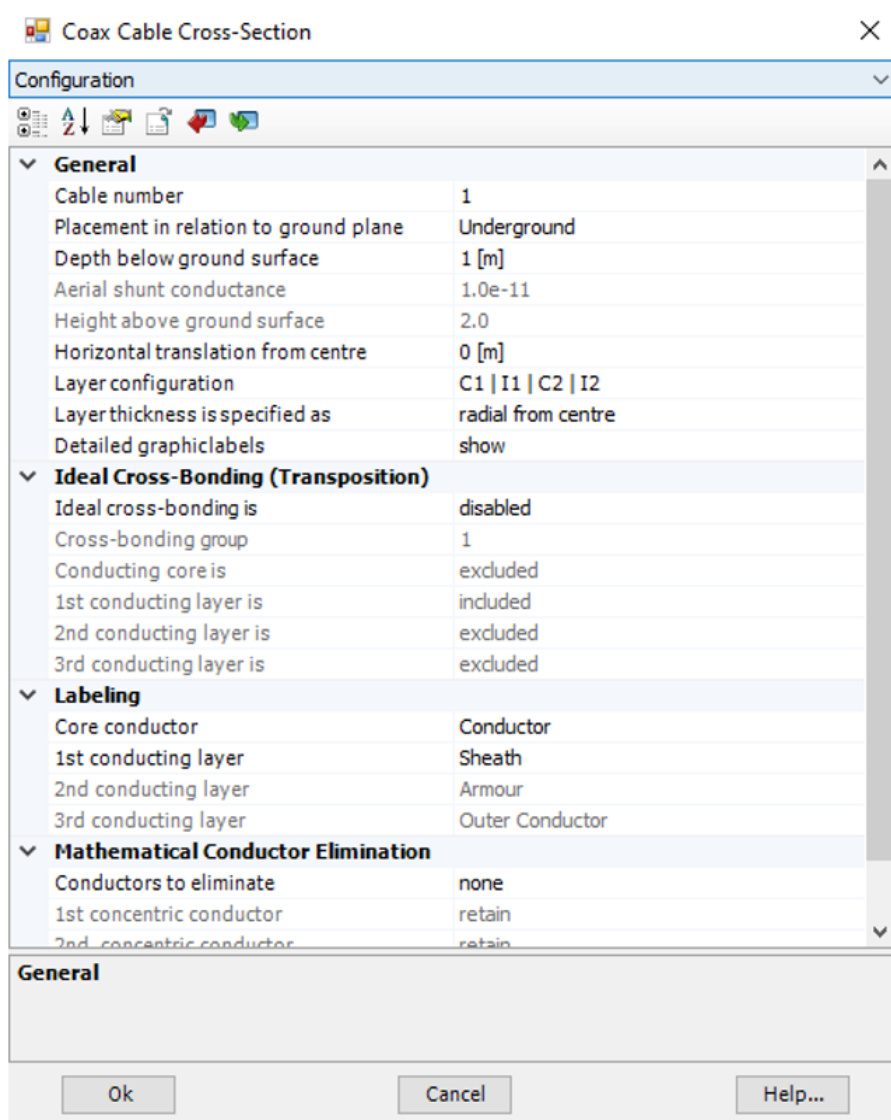 Coax Cable Cross-Section
Configuration
General
Cable number 1
Placement in relation to ground plane Underground
Depth below ground surface 1 [m]
Aerial shunt conductance 1.0e-11
Height above ground surface 2.0
Horizontal translation from centre 0 [m]
Layer configuration C1 | I1 | C2 | I2
Layer thickness is specified as radial from centre
Detailed graphic labels show
Ideal Cross-Bonding (Transposition)
Ideal cross-bonding is disabled
Cross-bonding group 1
Conducting core is excluded
1st conducting layer is included
2nd conducting layer is excluded
3rd conducting layer is excluded
Labeling
Core conductor Conductor
1st conducting layer Sheath
2nd conducting layer Armour
3rd conducting layer Outer Conductor
Mathematical Conductor Elimination
Conductors to eliminate none
1st concentric conductor retain
2nd concentric conductor retain
General
Ok Cancel Help...